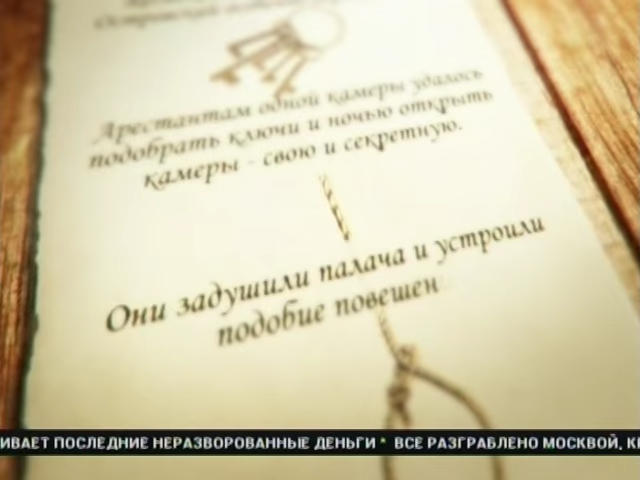 Арестантам одной камеры удалось
подобрать ключи и ночью открыть
камеры - свою и секретную.
Они задушили палача и устроили
подобие повешен
ИВАЕТ ПОСЛЕДНИЕ НЕРАЗВОРОВАННЫЕ ДЕНЬГИ * ВСЕ РАЗГРАБЛЕНО МОСКВОЙ,